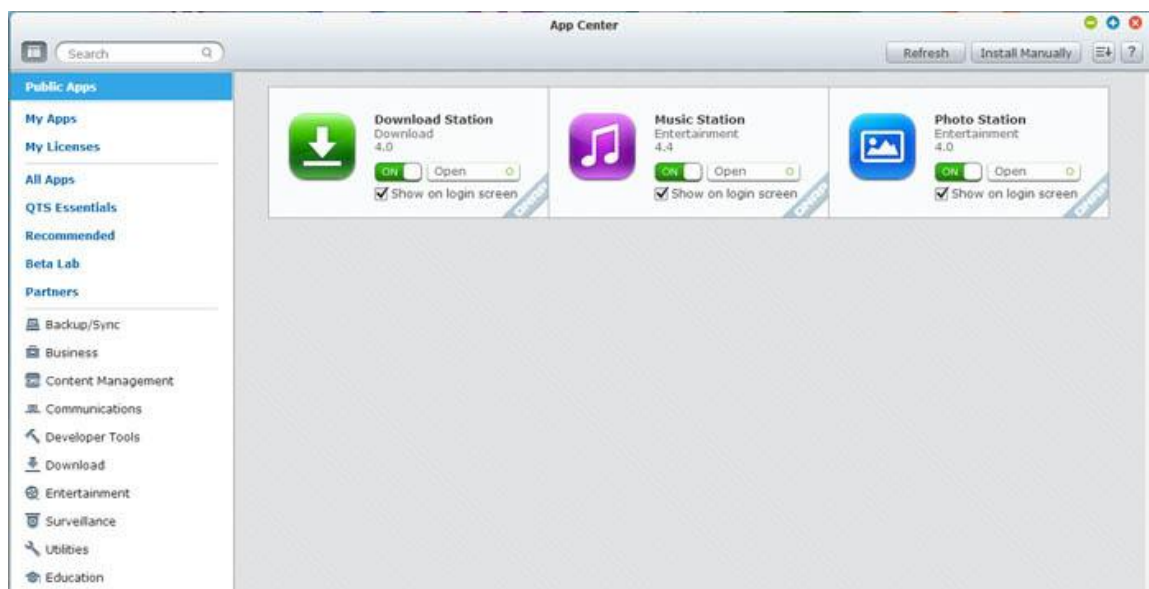 App Center
Search
Refresh
Install Manually
?
Public Apps
My Apps
My Licenses
All Apps
QTS Essentials
Recommended
Beta Lab
Partners
Backup/Sync
Business
Content Management
Communications
Developer Tools
Download
Entertainment
Surveillance
Utilities
Education
Download Station
Download
4.0
ON Open
Show on login screen
QNAP
Music Station
Entertainment
4.4
ON Open
Show on login screen
QNAP
Photo Station
Entertainment
4.0
ON Open
Show on login screen
QNAP